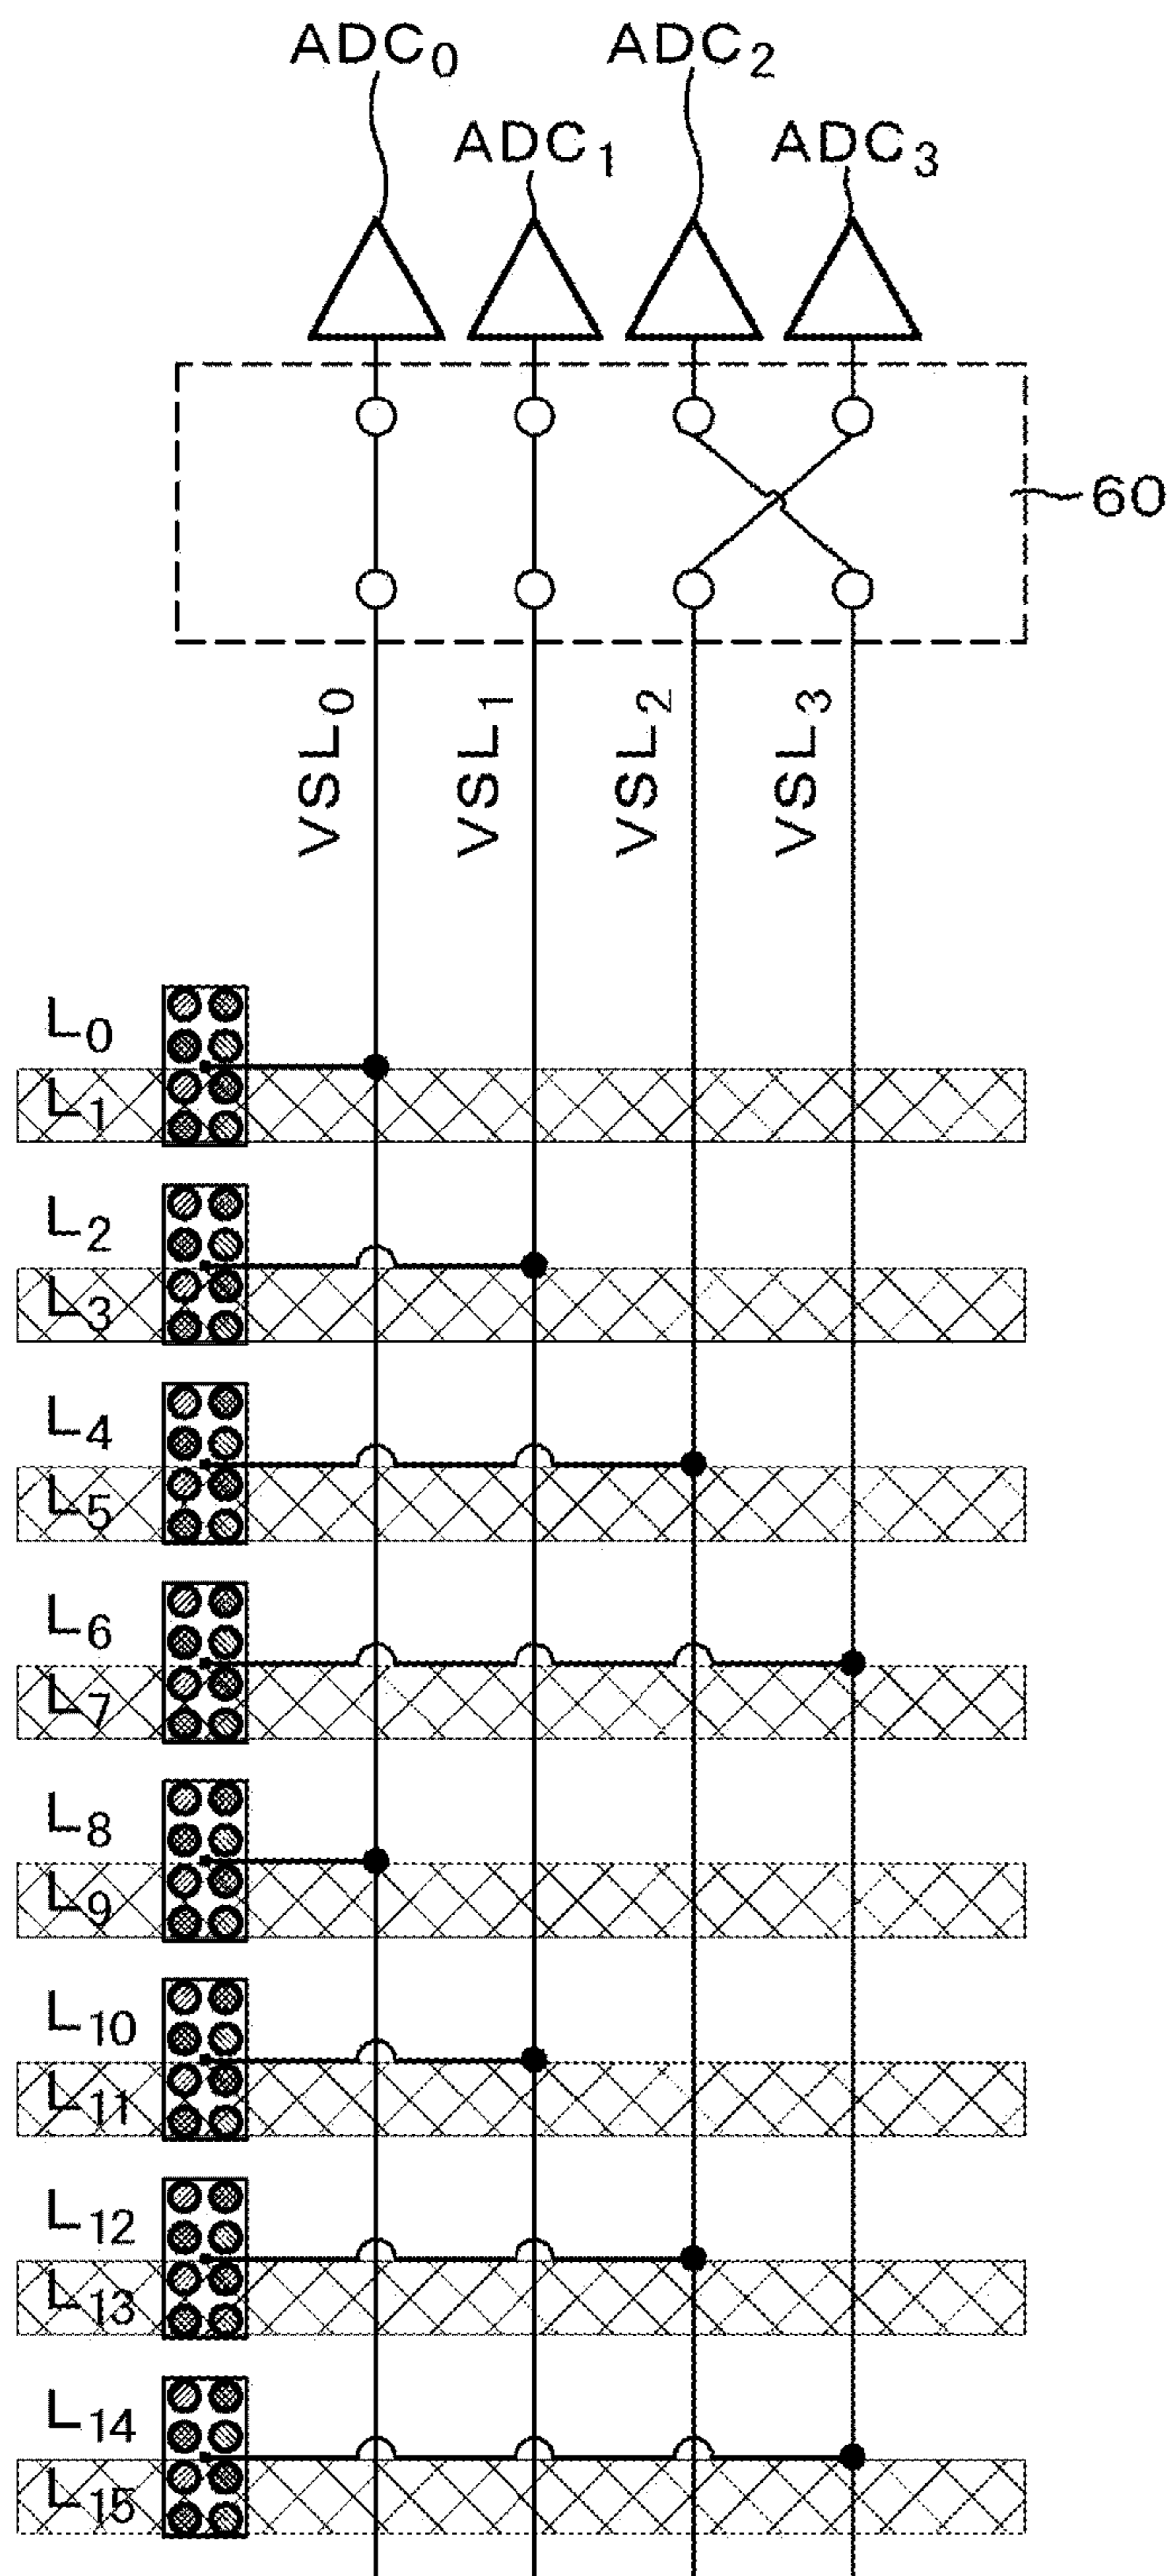 ADC₀ ADC₂
ADC₁ ADC₃
60
VSL₀ VSL₁ VSL₂ VSL₃
L₀
L₁
L₂
L₃
L₄
L₅
L₆
L₇
L₈
L₉
L₁₀
L₁₁
L₁₂
L₁₃
L₁₄
L₁₅